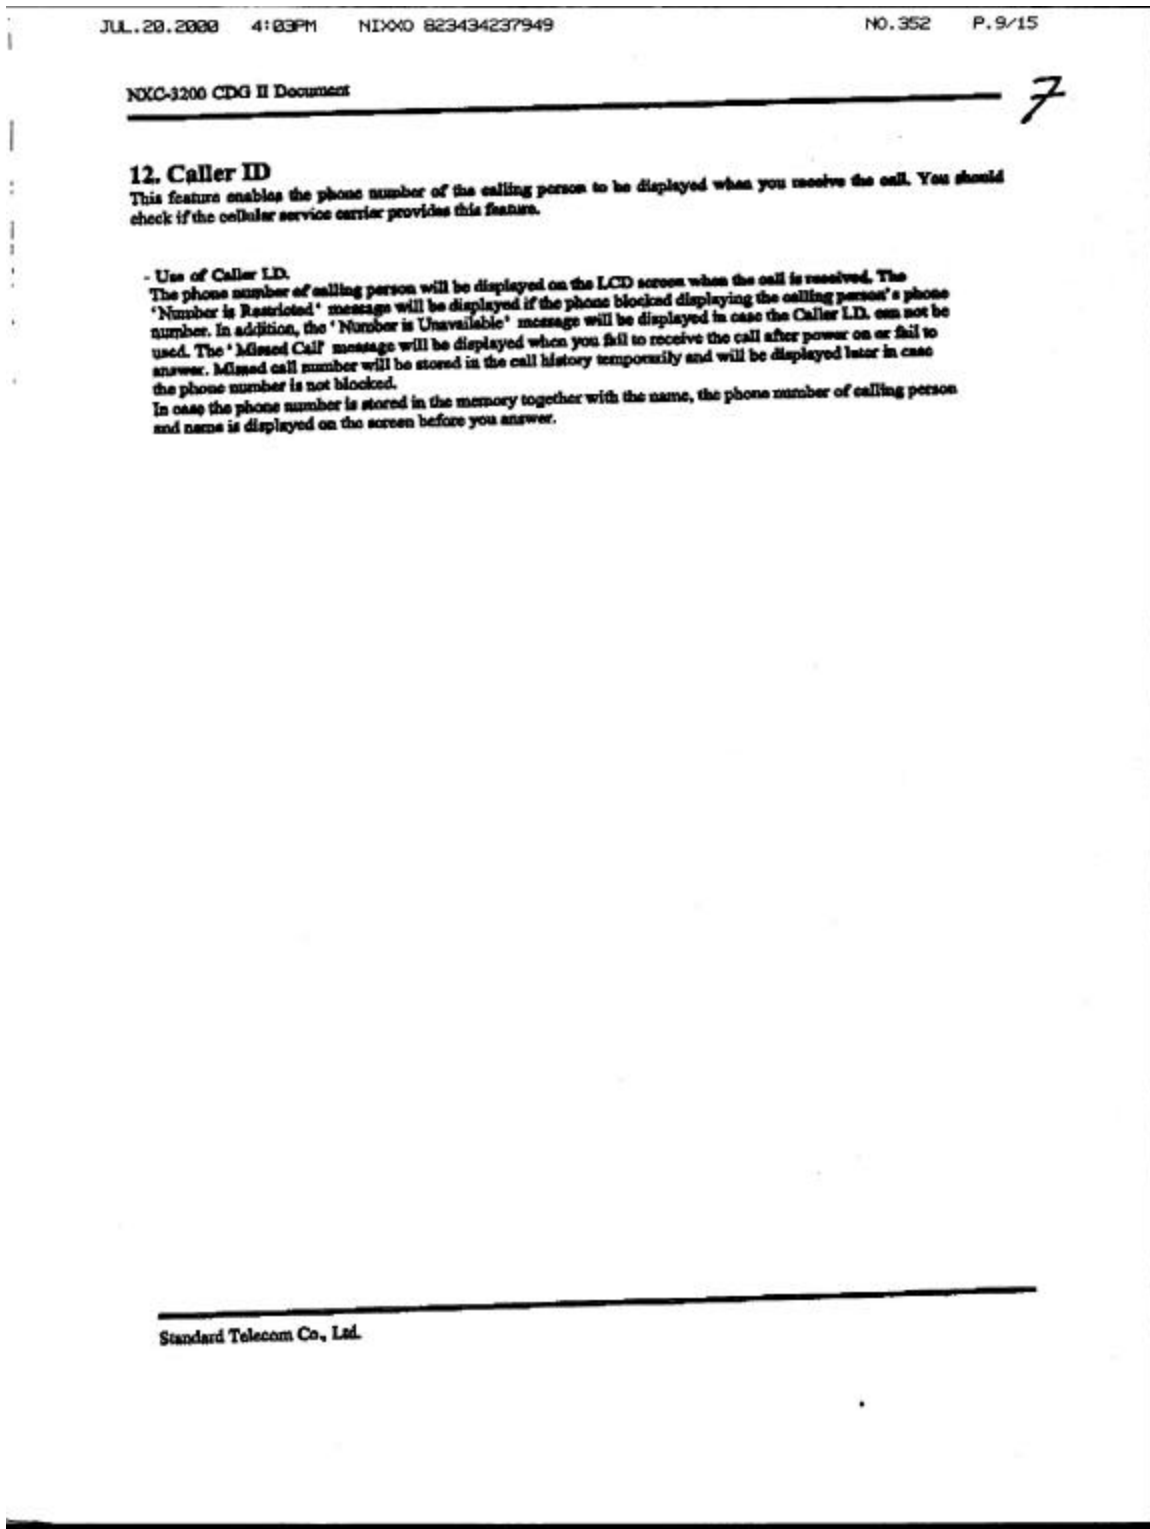 JUL.20.2000 4:03PM NIXXO 823434237949 NO.352 P.9/15
NXC-3200 CDG II Document
7
12. Caller ID
This feature enables the phone number of the calling person to be displayed when you receive the call. You should
check if the cellular service carrier provides this feature.
- Use of Caller I.D.
The phone number of calling person will be displayed on the LCD screen when the call is received. The
‘Number is Restricted‘ message will be displayed if the phone blocked displaying the calling person's phone
number. In addition, the ‘Number is Unavailable‘ message will be displayed in case the Caller I.D. can not be
used. The ‘Missed Call‘ message will be displayed when you fail to receive the call after power on or fail to
answer. Missed call number will be stored in the call history temporarily and will be displayed later in case
the phone number is not blocked.
In case the phone number is stored in the memory together with the name, the phone number of calling person
and name is displayed on the screen before you answer.
Standard Telecom Co., Ltd.